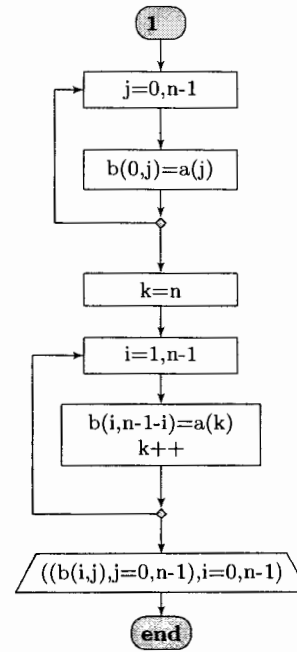 1
j=0,n-1
b(0,j)=a(j)
k=n
i=1,n-1
b(i,n-1-i)=a(k)
k++
((b(i,j),j=0,n-1),i=0,n-1)
end